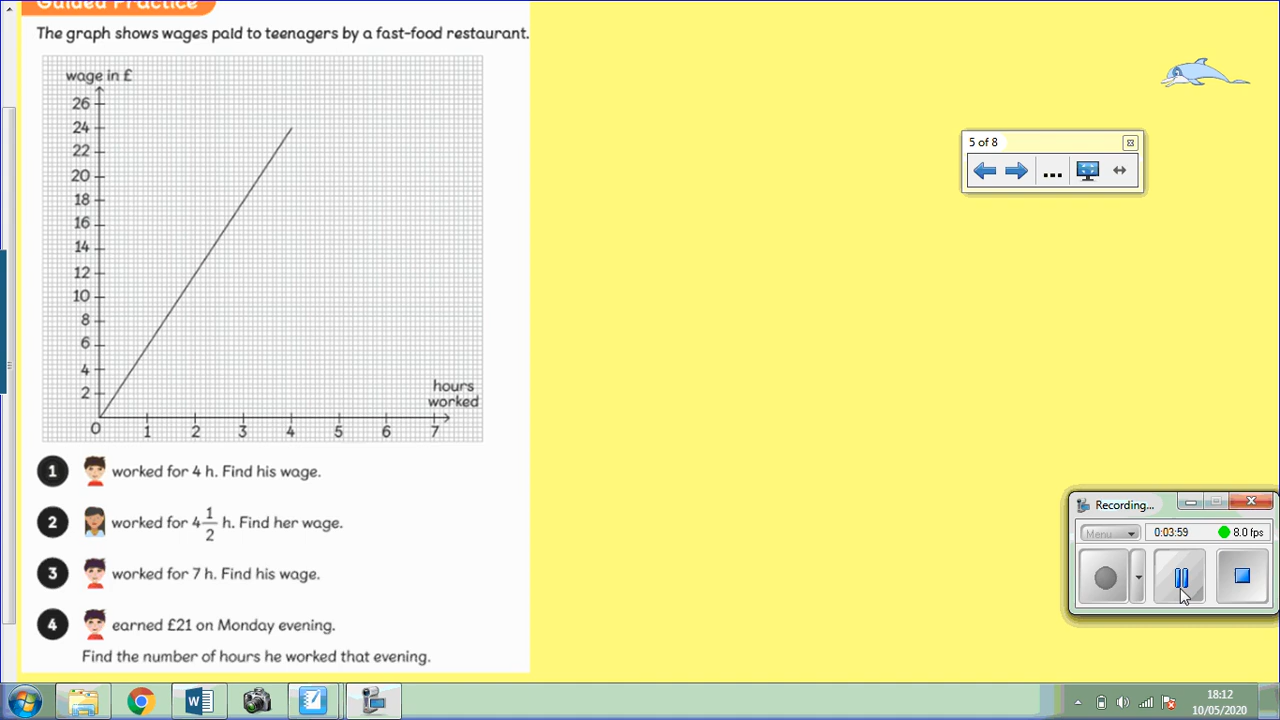 Guided Practice
The graph shows wages paid to teenagers by a fast-food restaurant.
wage in £
26
24
22
20
18
16
14
12
10
8
6
4
2
hours
worked
0 1 2 3 4 5 6 7
1 worked for 4 h. Find his wage.
2 worked for 4 1/2 h. Find her wage.
3 worked for 7 h. Find his wage.
4 earned £21 on Monday evening.
Find the number of hours he worked that evening.
5 of 8
...
Recording...
Menu 0:03:59 8.0 fps
18:12
10/05/2020